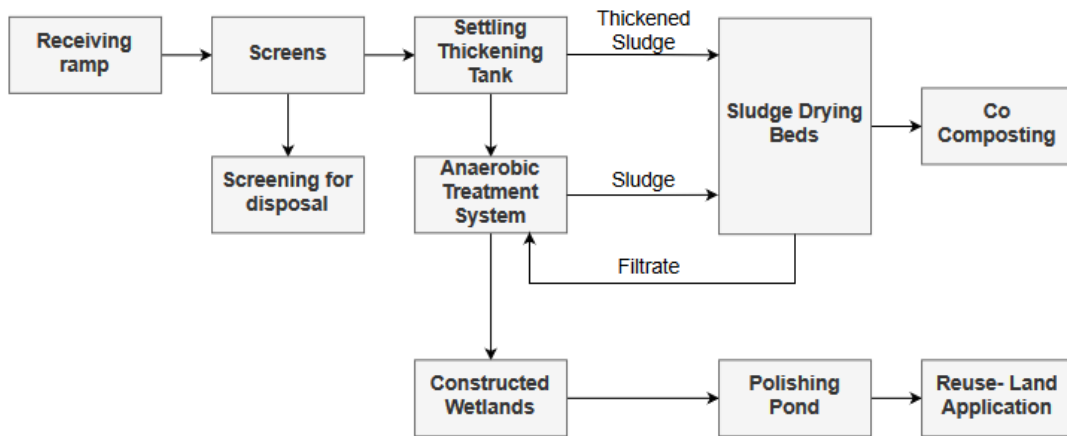 Receiving
ramp
Screens
Settling
Thickening
Tank
Thickened
Sludge
Sludge Drying
Beds
Co
Composting
Screening for
disposal
Anaerobic
Treatment
System
Sludge
Filtrate
Constructed
Wetlands
Polishing
Pond
Reuse- Land
Application